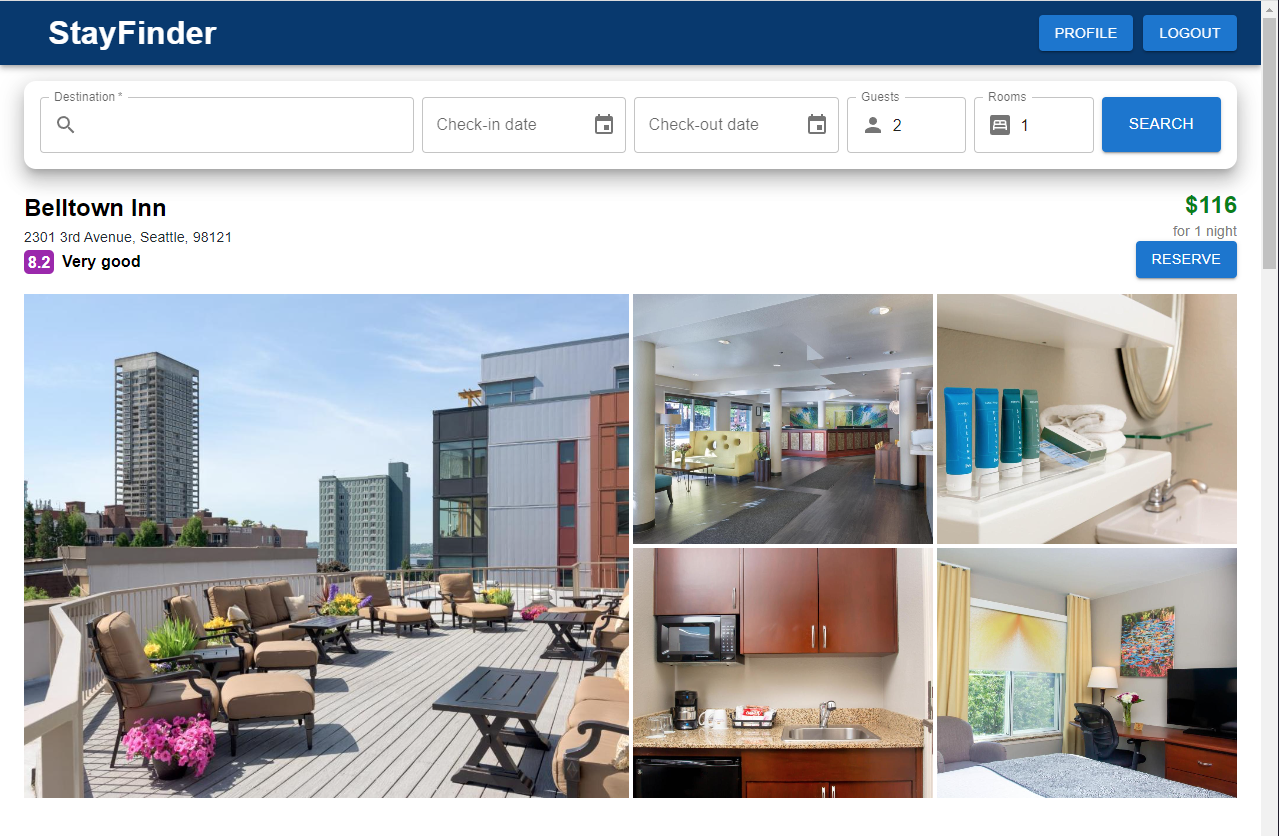 StayFinder
PROFILE
LOGOUT
Destination *
Check-in date
Check-out date
Guests
2
Rooms
1
SEARCH
Belltown Inn
$116
2301 3rd Avenue, Seattle, 98121
for 1 night
8.2 Very good
RESERVE